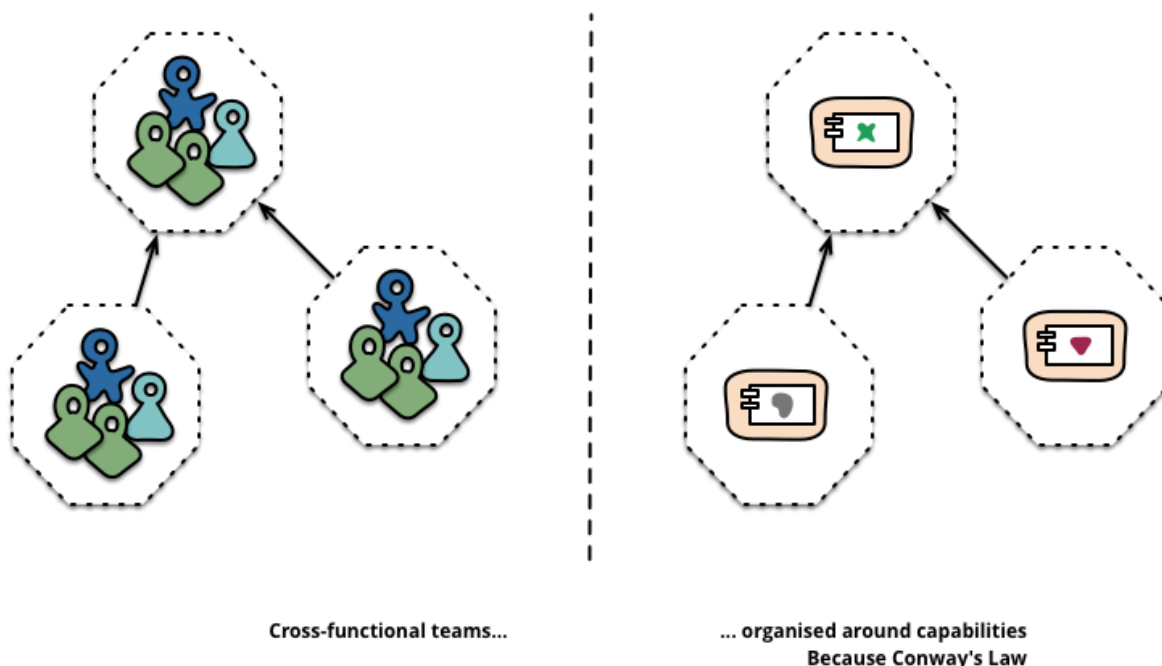 Cross-functional teams...
... organised around capabilities
Because Conway's Law